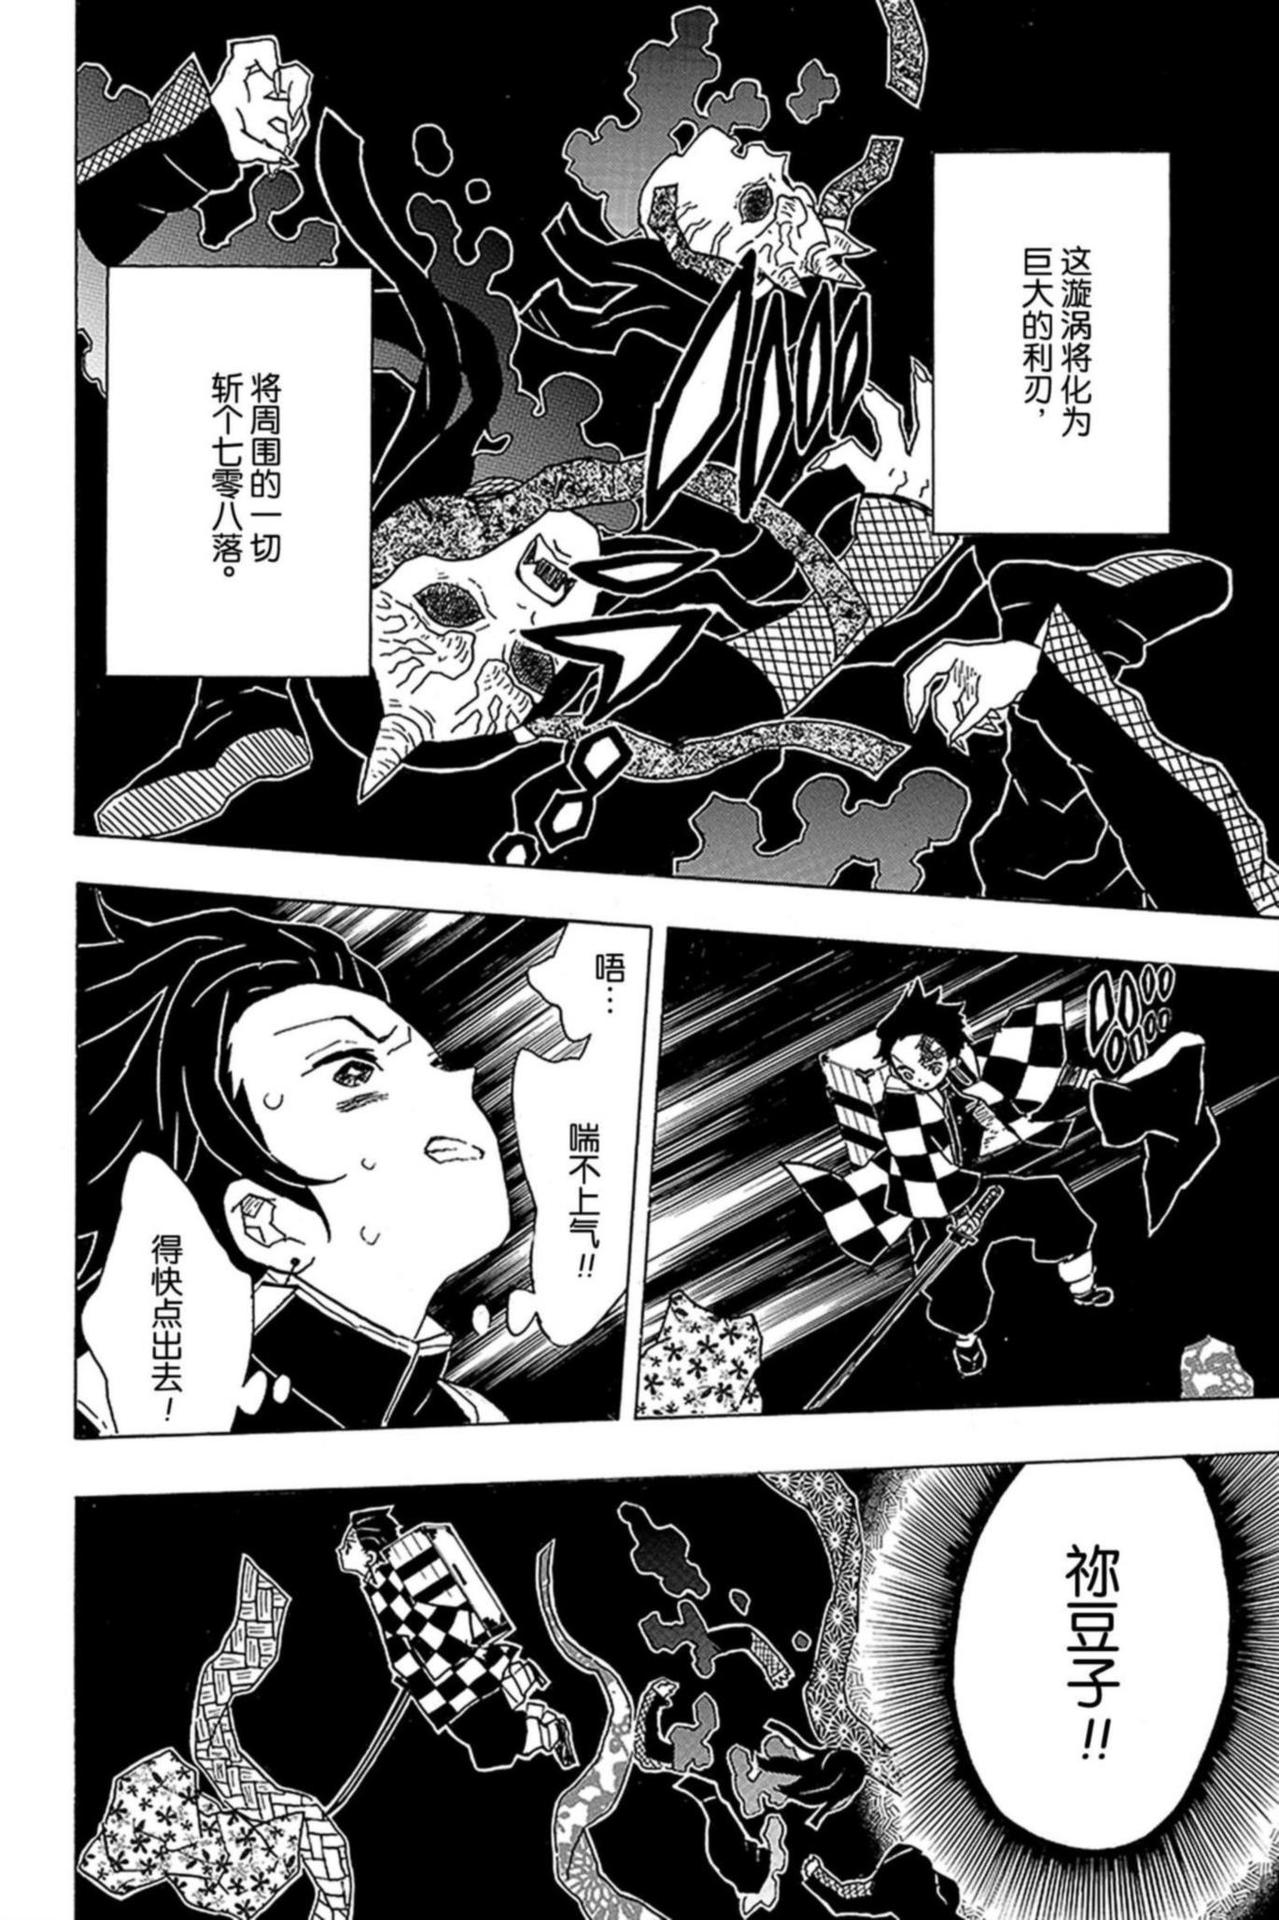 这漩涡将化为
巨大的利刃，
将周围的一切
斩个七零八落。
唔…
喘不上气!!
得快点出去!
祢豆子!!